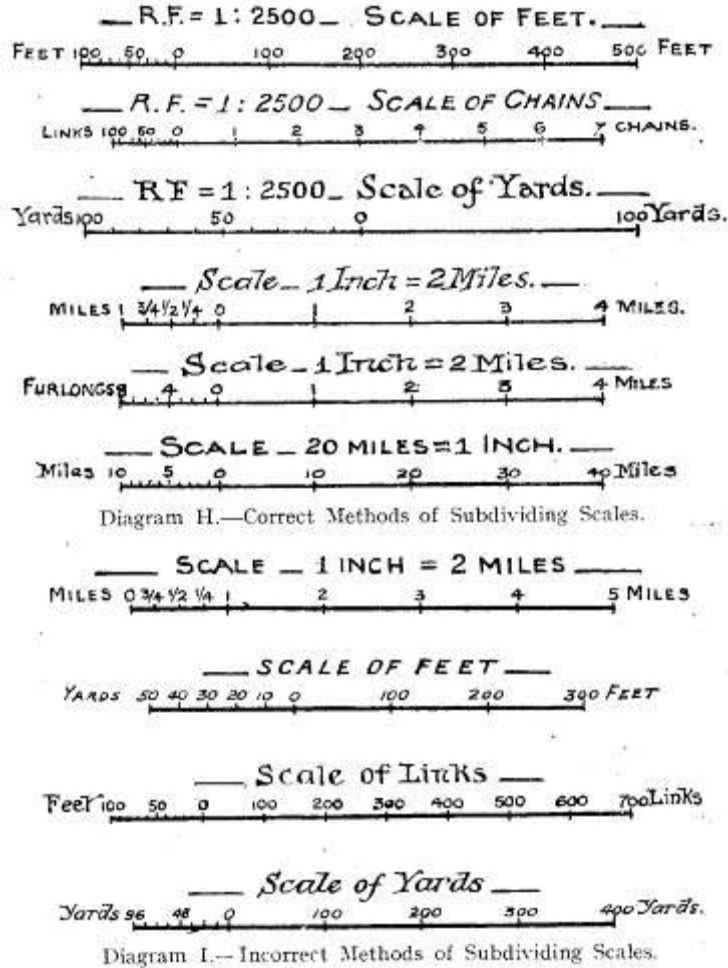 — R.F. = 1 : 2500 — SCALE OF FEET. —
FEET 100 50 0 100 200 300 400 500 FEET
— R.F. = 1 : 2500 — SCALE OF CHAINS
LINKS 100 50 0 1 2 3 4 5 6 7 CHAINS.
— RF = 1 : 2500 — Scale of Yards. —
Yards 100 50 0 100 Yards.
— Scale — 1 Inch = 2 Miles. —
MILES 1 3/4 1/2 1/4 0 1 2 3 4 MILES.
— Scale — 1 Inch = 2 Miles. —
FURLONGS 8 4 0 1 2 3 4 MILES
— SCALE — 20 MILES = 1 INCH. —
Miles 10 5 0 10 20 30 40 Miles
Diagram H.—Correct Methods of Subdividing Scales.
— SCALE — 1 INCH = 2 MILES —
MILES 0 3/4 1/2 1/4 1 2 3 4 5 MILES
— SCALE OF FEET —
YARDS 50 40 30 20 10 0 100 200 300 FEET
— Scale of Links —
Feet 100 50 0 100 200 300 400 500 600 700 Links
— Scale of Yards —
Yards 96 48 0 100 200 300 400 Yards.
Diagram I.—Incorrect Methods of Subdividing Scales.